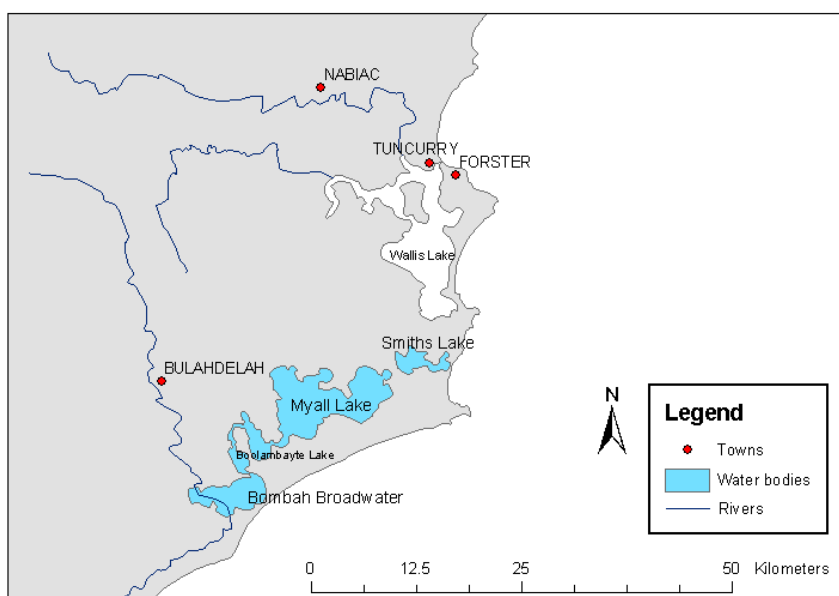 NABIAC
TUNCURRY
FORSTER
Wallis Lake
Smiths Lake
BULAHDELAH
Myall Lake
Boolambayte Lake
Bombah Broadwater
N
Legend
Towns
Water bodies
Rivers
0 12.5 25 50 Kilometers